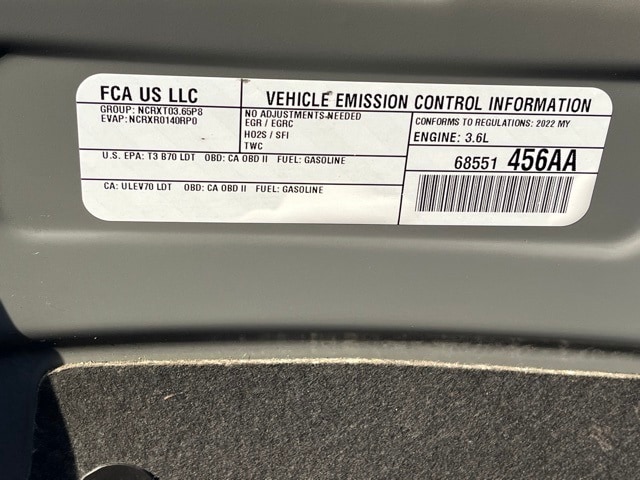 FCA US LLC
GROUP: NCRXT03.65P8
EVAP: NCRXR0140RP0
VEHICLE EMISSION CONTROL INFORMATION
NO ADJUSTMENTS NEEDED
EGR / EGRC
HO2S / SFI
TWC
CONFORMS TO REGULATIONS: 2022 MY
ENGINE: 3.6L
U.S. EPA: T3 B70 LDT OBD: CA OBD II FUEL: GASOLINE
CA: ULEV70 LDT OBD: CA OBD II FUEL: GASOLINE
68551 456AA